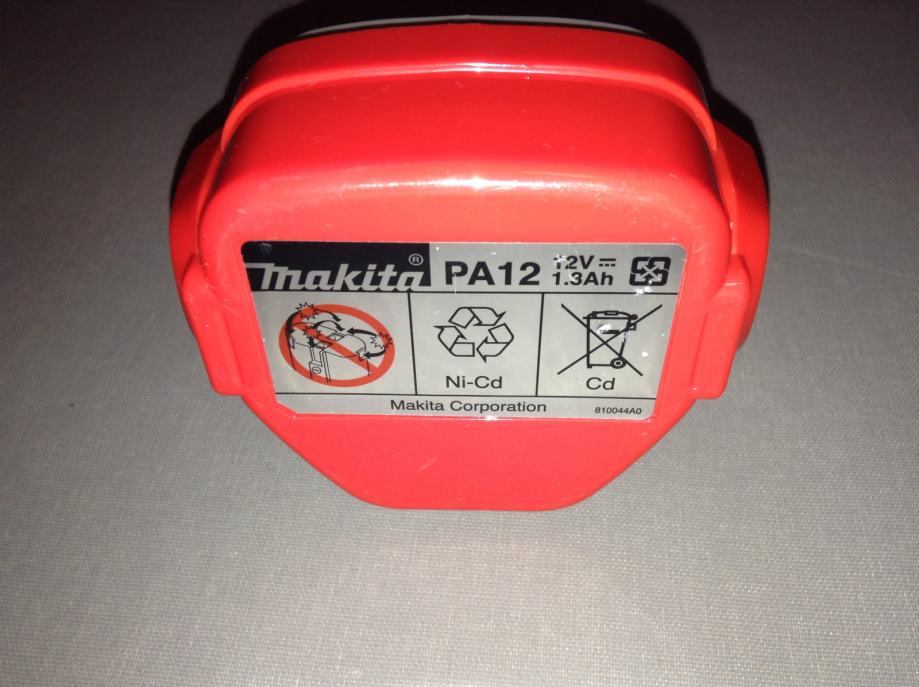 makita® PA12 12V ⎓
1.3Ah
Ni-Cd
Cd
Makita Corporation
810044A0